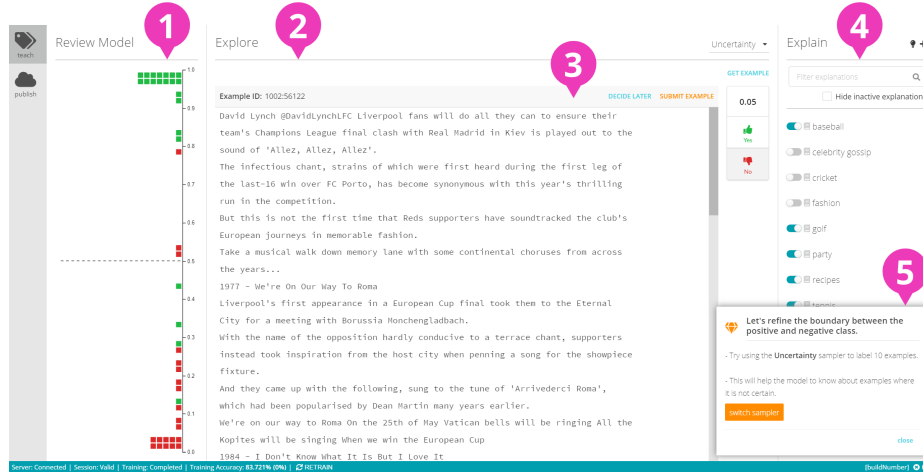 1
2
3
4
5
teach
publish
Review Model
1.0
0.9
0.8
0.7
0.6
0.5
0.4
0.3
0.2
0.1
0.0
Explore
Uncertainty
GET EXAMPLE
Example ID: 1002:56122
DECIDE LATER
SUBMIT EXAMPLE
David Lynch @DavidLynchLFC Liverpool fans will do all they can to ensure their
team's Champions League final clash with Real Madrid in Kiev is played out to the
sound of 'Allez, Allez, Allez'.
The infectious chant, strains of which were first heard during the first leg of
the last-16 win over FC Porto, has become synonymous with this year's thrilling
run in the competition.
But this is not the first time that Reds supporters have soundtracked the club's
European journeys in memorable fashion.
Take a musical walk down memory lane with some continental choruses from across
the years...
1977 - We're On Our Way To Roma
Liverpool's first appearance in a European Cup final took them to the Eternal
City for a meeting with Borussia Monchengladbach.
With the name of the opposition hardly conducive to a terrace chant, supporters
instead took inspiration from the host city when penning a song for the showpiece
fixture.
And they came up with the following, sung to the tune of 'Arrivederci Roma',
which had been popularised by Dean Martin many years earlier.
We're on our way to Roma On the 25th of May Vatican bells will be ringing All the
Kopites will be singing When we win the European Cup
1984 - I Don't Know What It Is But I Love It
0.05
Yes
No
Explain
Filter explanations
Hide inactive explanation
baseball
celebrity gossip
cricket
fashion
golf
party
recipes
tennis
Let's refine the boundary between the
positive and negative class.
- Try using the Uncertainty sampler to label 10 examples.
- This will help the model to know about examples where
it is not certain.
switch sampler
close
Server: Connected | Session: Valid | Training: Completed | Training Accuracy: 83.721% (0%) | RETRAIN
{buildNumber}